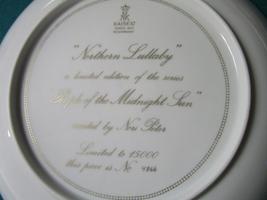 KAISER
"Northern Lullaby"
a limited edition of the series
People of the Midnight Sun"
created by Nori Peter
Limited to 15000
this piece is No